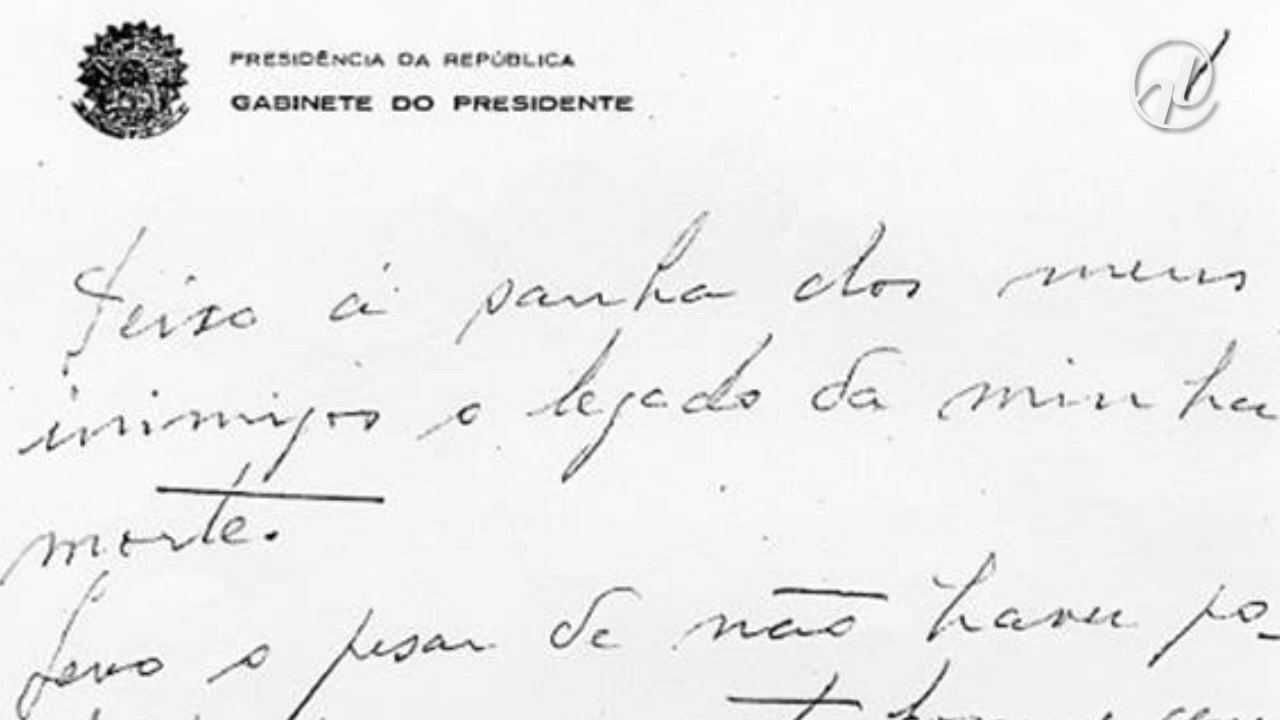 PRESIDÊNCIA DA REPÚBLICA
GABINETE DO PRESIDENTE
Deixo á sanha dos meus
inimigos o legado da minha
morte.
Levo o pesar de não haver po-